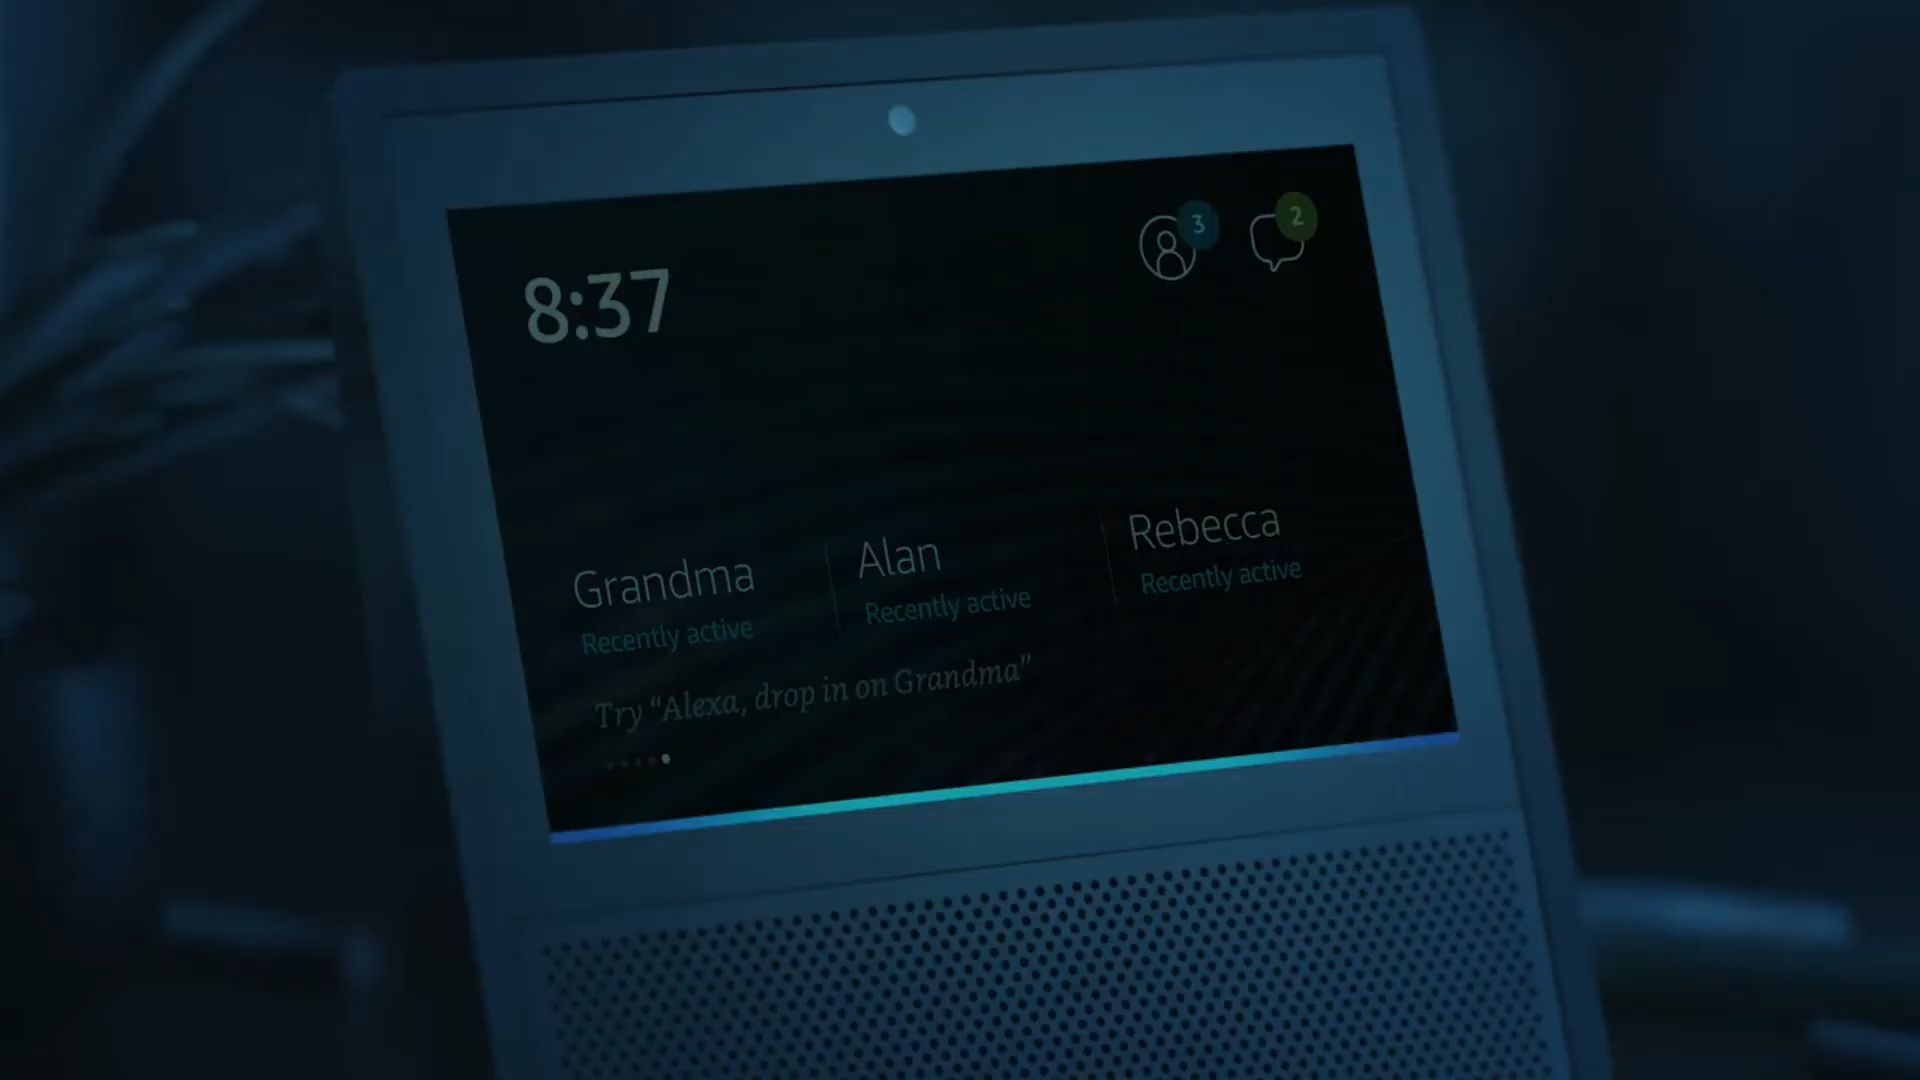 3
2
8:37
Grandma
Recently active
Alan
Recently active
Rebecca
Recently active
Try “Alexa, drop in on Grandma”